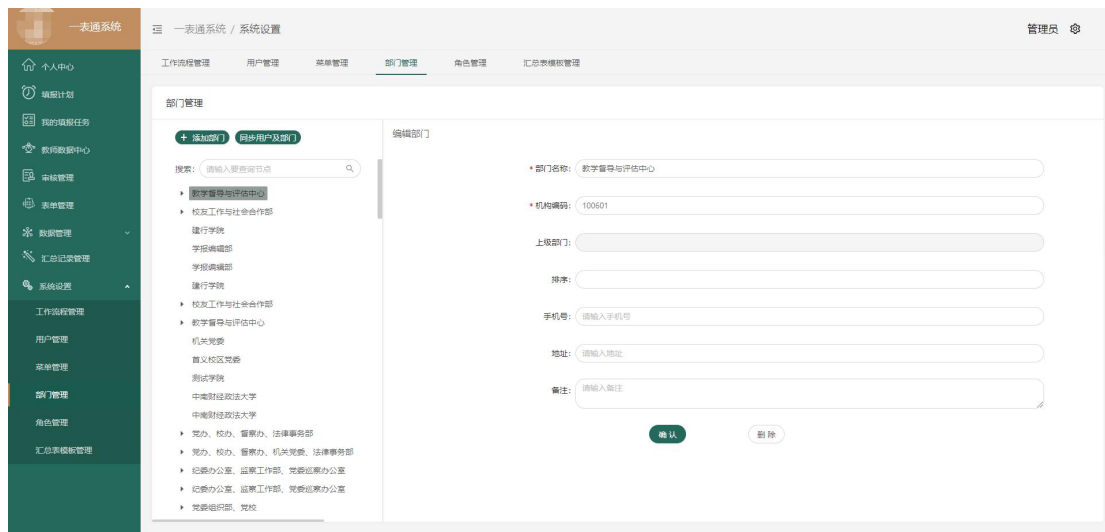 一表通系统
一表通系统 / 系统设置
管理员
个人中心
填报计划
我的填报任务
教师数据中心
审核管理
表单管理
数据管理
汇总记录管理
系统设置
工作流程管理
用户管理
菜单管理
部门管理
角色管理
汇总表模板管理
工作流程管理 用户管理 菜单管理 部门管理 角色管理 汇总表模板管理
部门管理
+ 添加部门 同步用户及部门
搜索: 请输入要查询节点
教学督导与评估中心
校友工作与社会合作部
建行学院
学报编辑部
学报编辑部
建行学院
校友工作与社会合作部
教学督导与评估中心
机关党委
首义校区党委
测试学院
中南财经政法大学
中南财经政法大学
党办、校办、督察办、法律事务部
党办、校办、督察办、机关党委、法律事务部
纪委办公室、监察工作部、党委巡察办公室
纪委办公室、监察工作部、党委巡察办公室
党委组织部、党校
编辑部门
* 部门名称: 教学督导与评估中心
* 机构编码: 100601
上级部门:
排序:
手机号: 请输入手机号
地址: 请输入地址
备注: 请输入备注
确认 删除